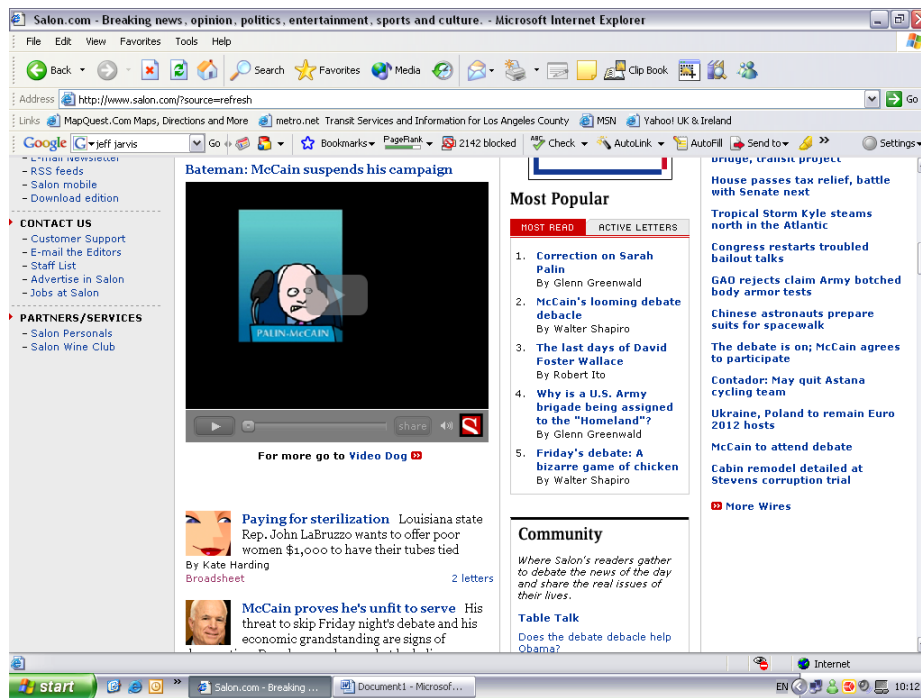 Salon.com - Breaking news, opinion, politics, entertainment, sports and culture. - Microsoft Internet Explorer
File Edit View Favorites Tools Help
Back Search Favorites Media Clip Book
Address http://www.salon.com/?source=refresh Go
Links MapQuest.Com Maps, Directions and More metro.net Transit Services and Information for Los Angeles County MSN Yahoo! UK & Ireland
Google G jeff jarvis Go Bookmarks PageRank 2142 blocked Check AutoLink AutoFill Send to Settings
– E-mail Newsletter
– RSS feeds
– Salon mobile
– Download edition
CONTACT US
– Customer Support
– E-mail the Editors
– Staff List
– Advertise in Salon
– Jobs at Salon
PARTNERS/SERVICES
– Salon Personals
– Salon Wine Club
Bateman: McCain suspends his campaign
PALIN-McCAIN
share S
For more go to Video Dog
Paying for sterilization Louisiana state
Rep. John LaBruzzo wants to offer poor
women $1,000 to have their tubes tied
By Kate Harding
Broadsheet 2 letters
McCain proves he's unfit to serve His
threat to skip Friday night's debate and his
economic grandstanding are signs of
Most Popular
MOST READ ACTIVE LETTERS
1. Correction on Sarah
Palin
By Glenn Greenwald
2. McCain's looming debate
debacle
By Walter Shapiro
3. The last days of David
Foster Wallace
By Robert Ito
4. Why is a U.S. Army
brigade being assigned
to the "Homeland"?
By Glenn Greenwald
5. Friday's debate: A
bizarre game of chicken
By Walter Shapiro
Community
Where Salon's readers gather
to debate the news of the day
and share the real issues of
their lives.
Table Talk
Does the debate debacle help
Obama?
bridge, transit project
House passes tax relief, battle
with Senate next
Tropical Storm Kyle steams
north in the Atlantic
Congress restarts troubled
bailout talks
GAO rejects claim Army botched
body armor tests
Chinese astronauts prepare
suits for spacewalk
The debate is on; McCain agrees
to participate
Contador: May quit Astana
cycling team
Ukraine, Poland to remain Euro
2012 hosts
McCain to attend debate
Cabin remodel detailed at
Stevens corruption trial
More Wires
Internet
start Salon.com - Breaking ... Document1 - Microsof... EN 10:12